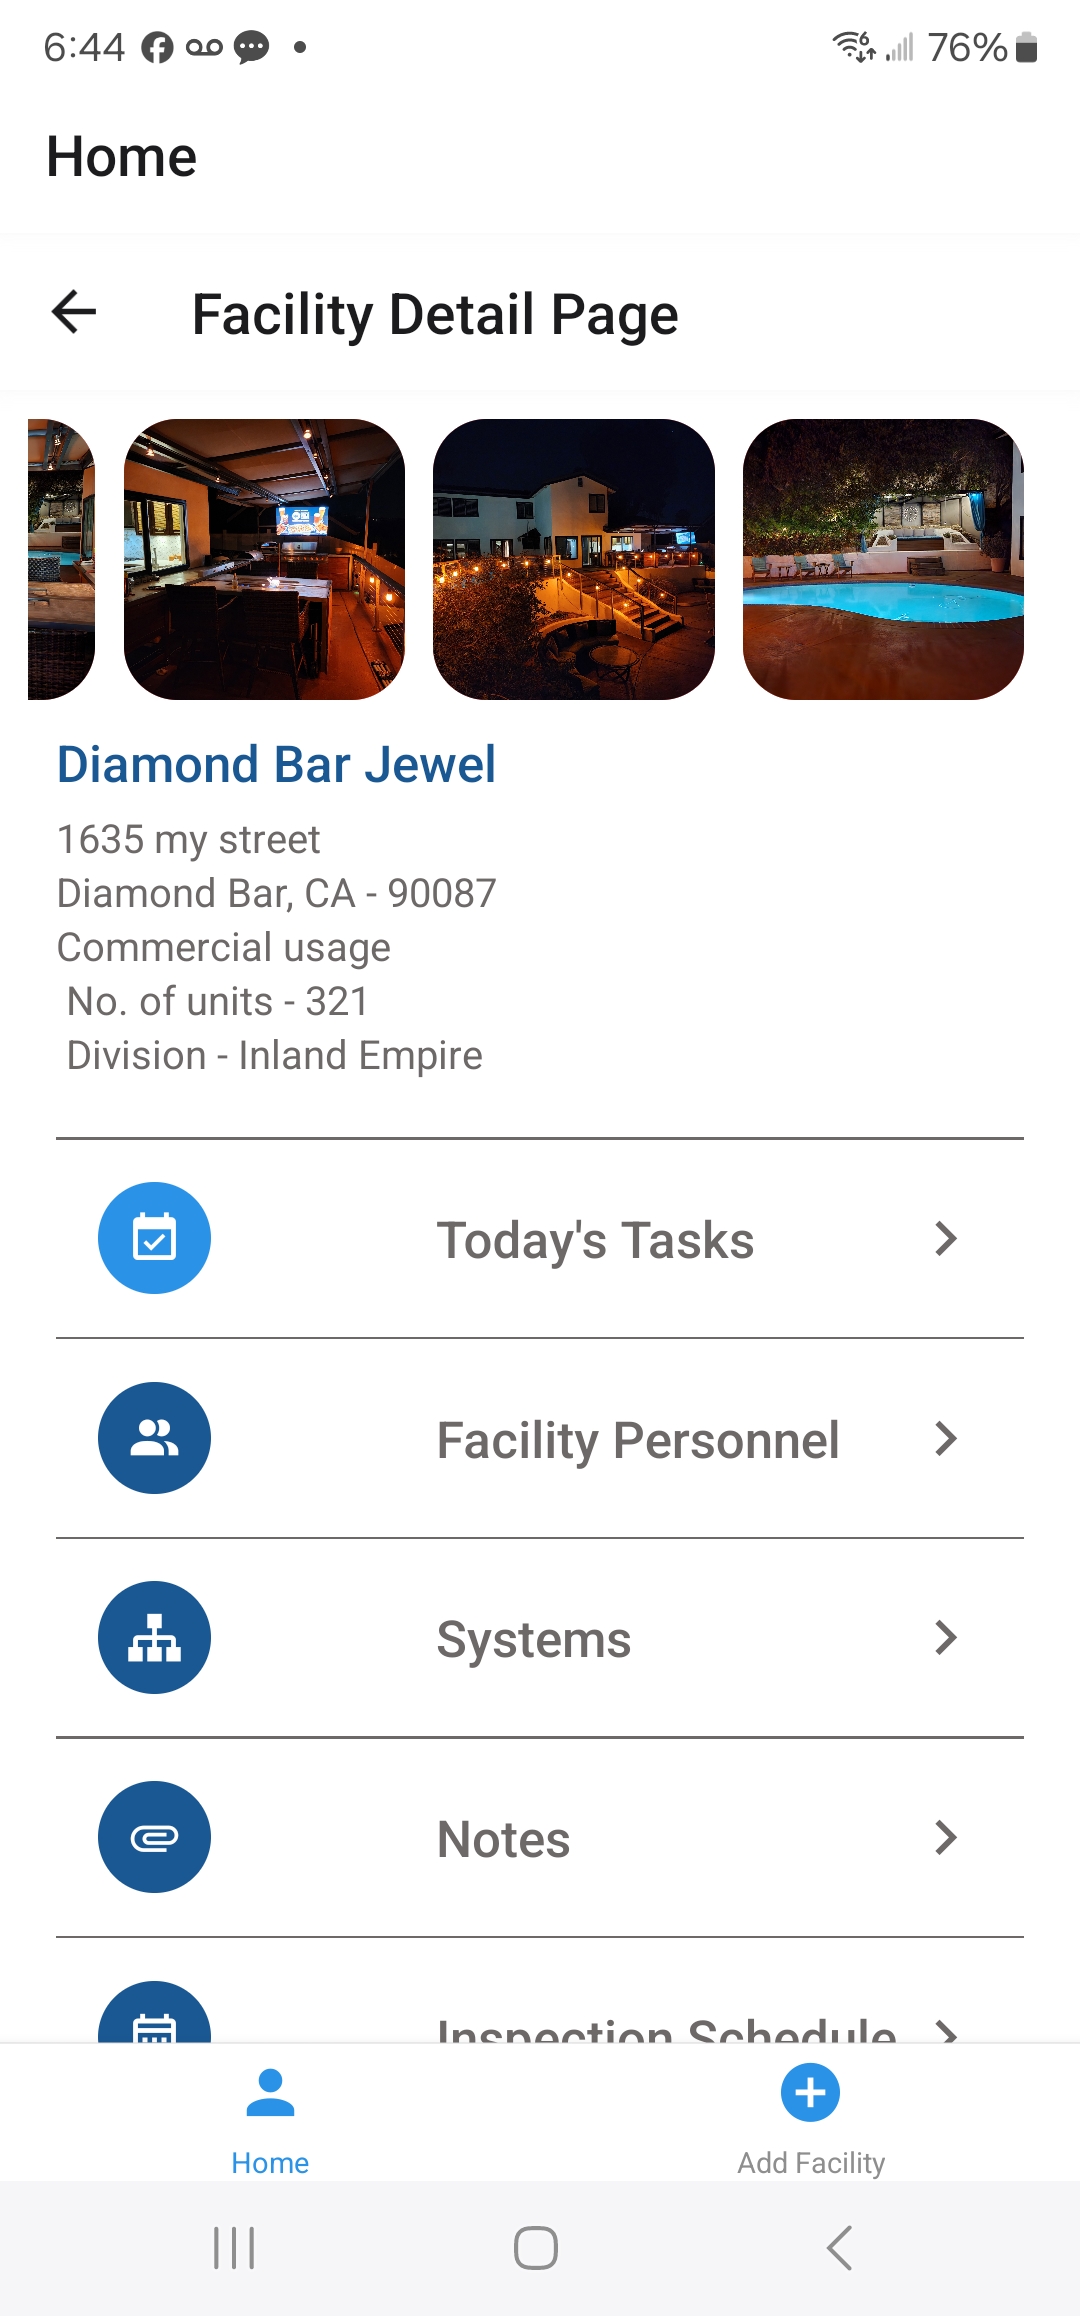 6:44 76%
Home
Facility Detail Page
Diamond Bar Jewel
1635 my street
Diamond Bar, CA - 90087
Commercial usage
No. of units - 321
Division - Inland Empire
Today's Tasks
Facility Personnel
Systems
Notes
Inspection Schedule
Home
Add Facility